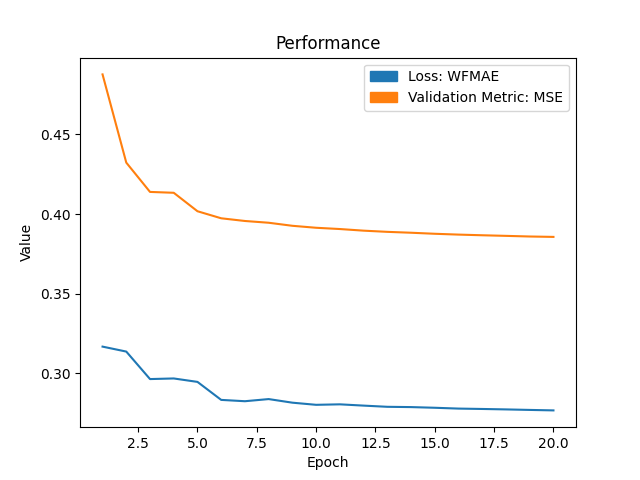 Performance
Loss: WFMAE
Validation Metric: MSE
0.45
0.40
0.35
0.30
Value
2.5 5.0 7.5 10.0 12.5 15.0 17.5 20.0
Epoch